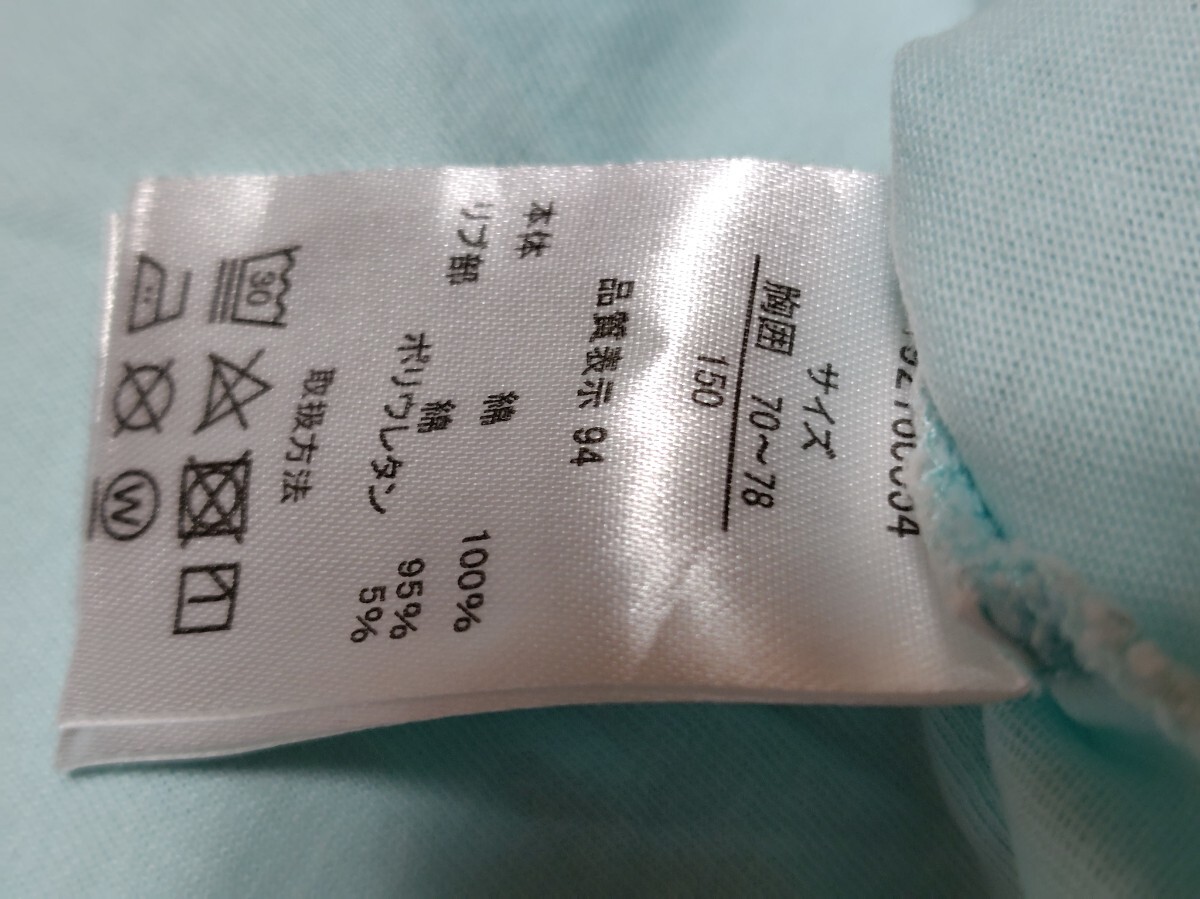 サイズ
胸囲 70~78
150
品質表示 94
本体 綿 100%
リブ部 綿 95%
ポリウレタン 5%
取扱方法
30
W